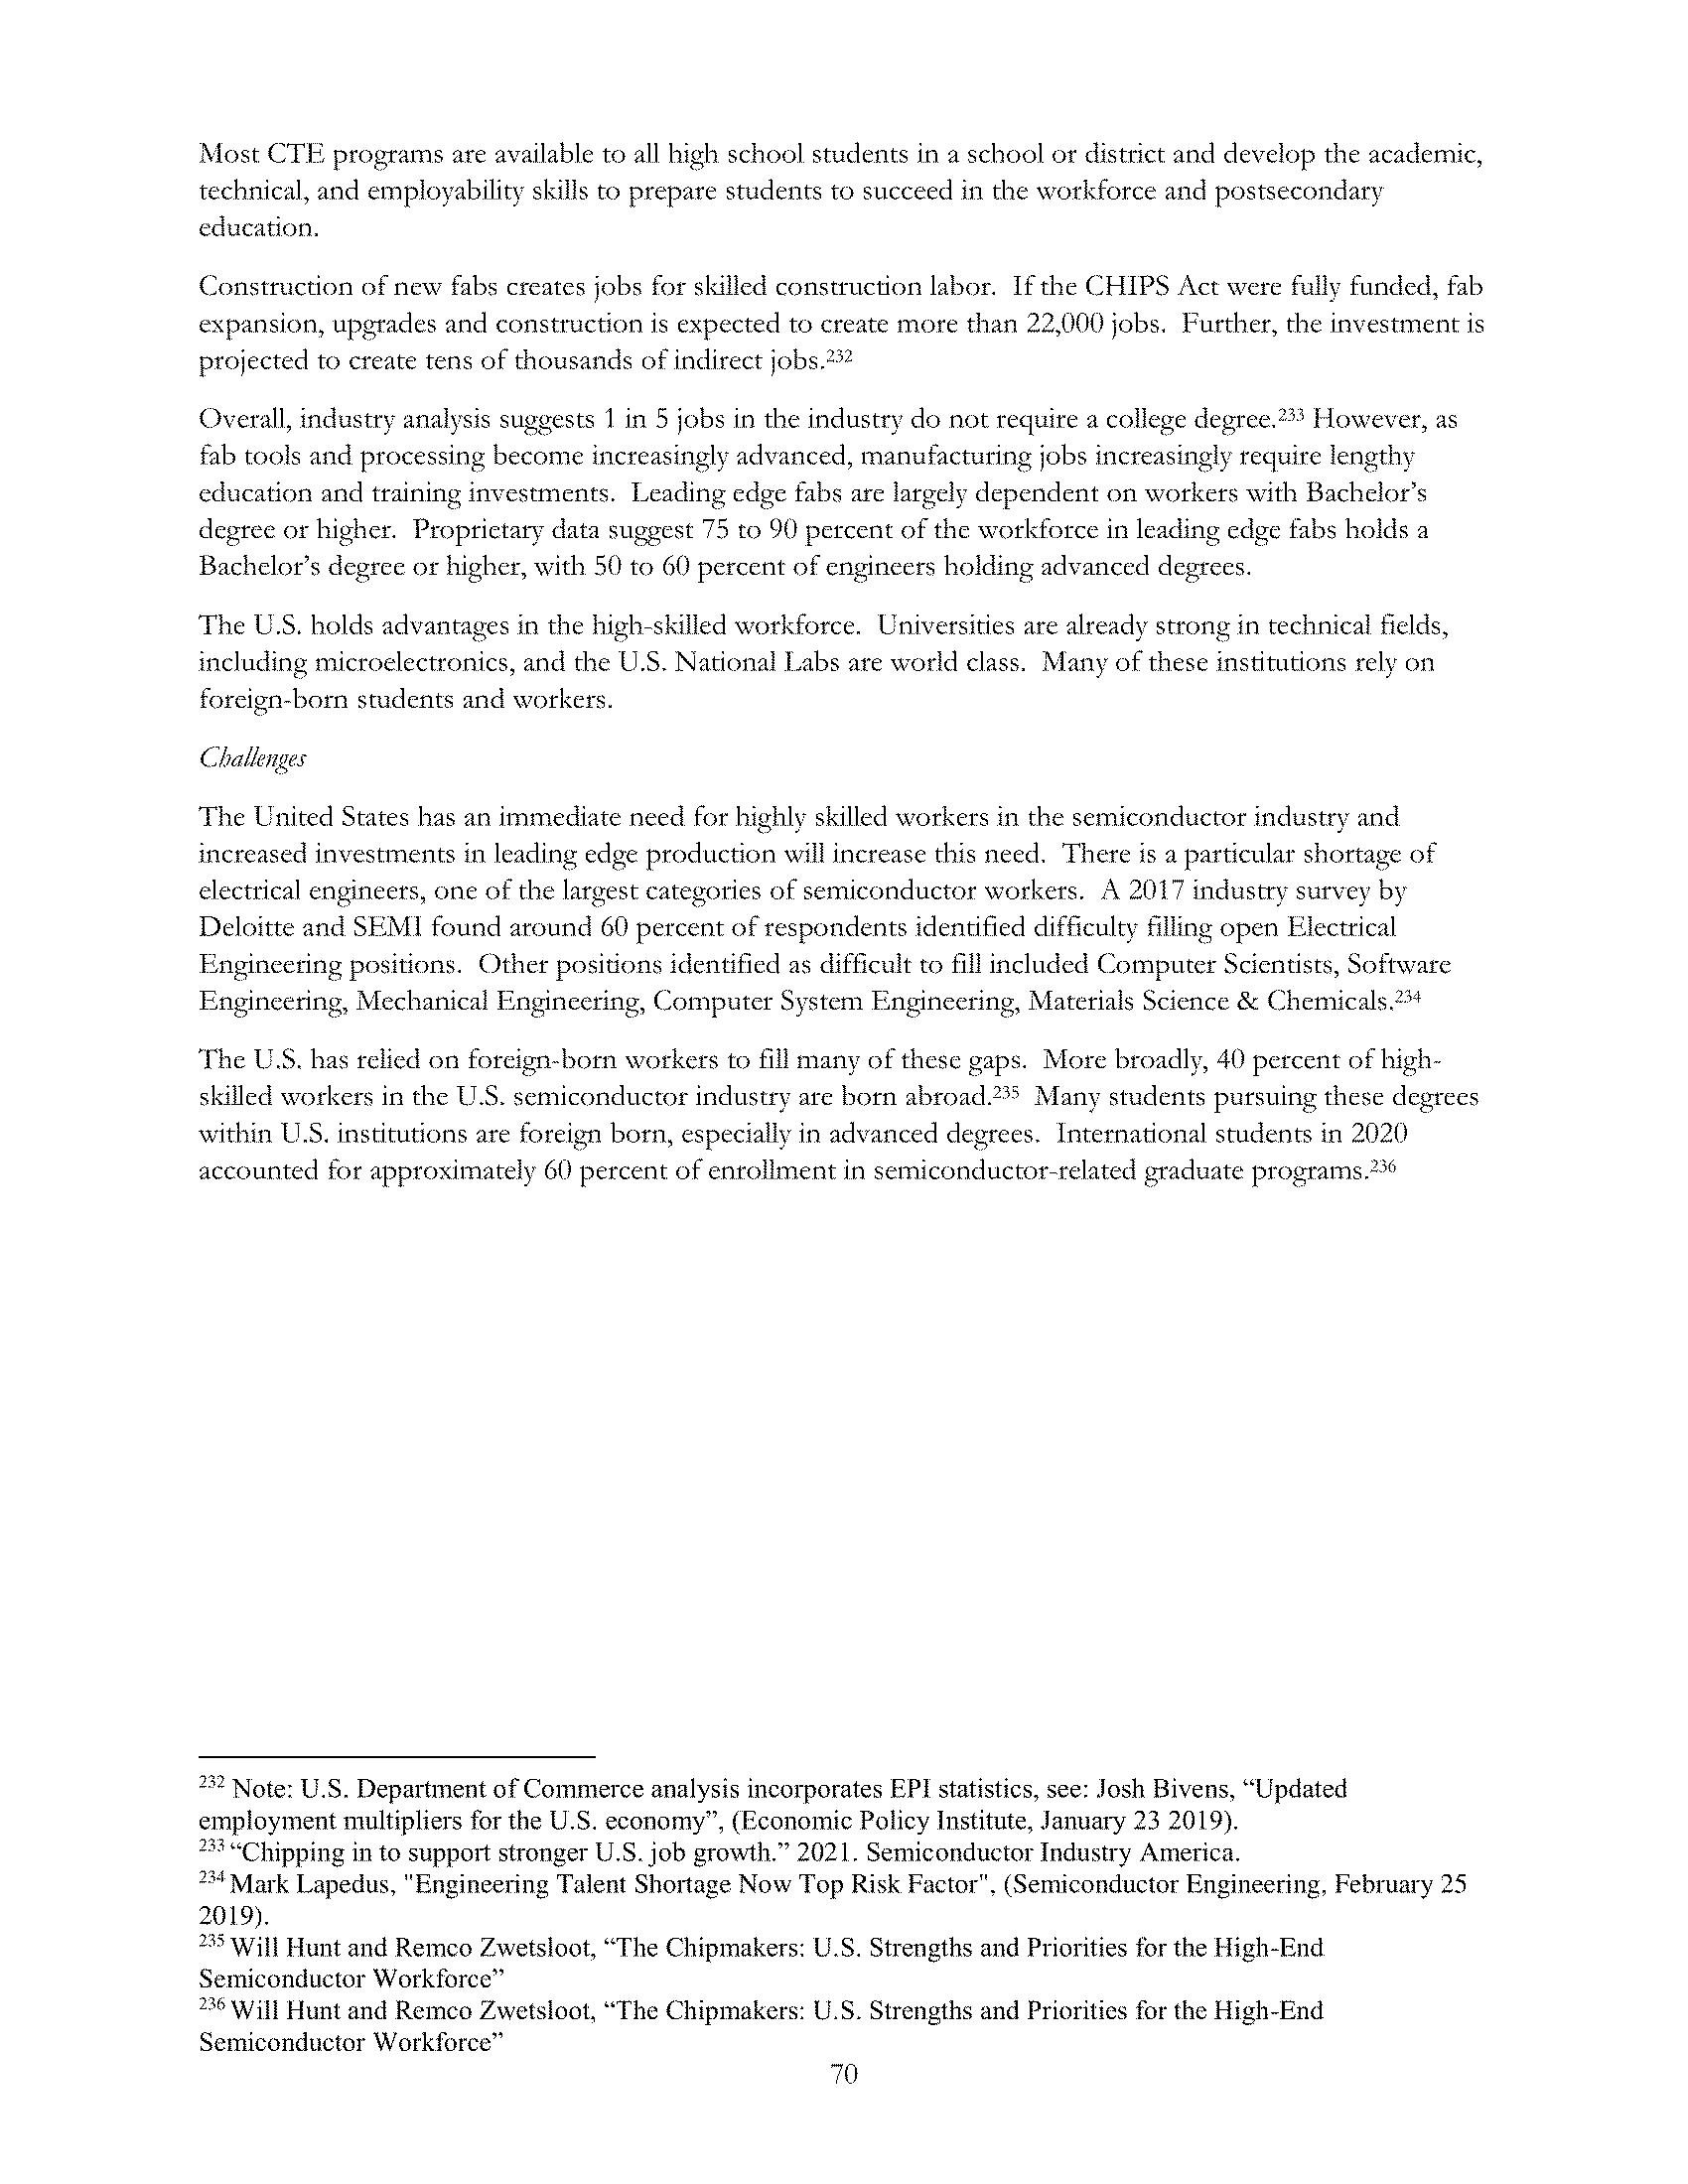 Most CTE programs are available to all high school students in a school or district and develop the academic,
technical, and employability skills to prepare students to succeed in the workforce and postsecondary
education.
Construction of new fabs creates jobs for skilled construction labor.  If the CHIPS Act were fully funded, fab
expansion, upgrades and construction is expected to create more than 22,000 jobs.  Further, the investment is
projected to create tens of thousands of indirect jobs.232
Overall, industry analysis suggests 1 in 5 jobs in the industry do not require a college degree.233 However, as
fab tools and processing become increasingly advanced, manufacturing jobs increasingly require lengthy
education and training investments.  Leading edge fabs are largely dependent on workers with Bachelor’s
degree or higher.  Proprietary data suggest 75 to 90 percent of the workforce in leading edge fabs holds a
Bachelor’s degree or higher, with 50 to 60 percent of engineers holding advanced degrees.
The U.S. holds advantages in the high-skilled workforce.  Universities are already strong in technical fields,
including microelectronics, and the U.S. National Labs are world class.  Many of these institutions rely on
foreign-born students and workers.
Challenges
The United States has an immediate need for highly skilled workers in the semiconductor industry and
increased investments in leading edge production will increase this need.  There is a particular shortage of
electrical engineers, one of the largest categories of semiconductor workers.  A 2017 industry survey by
Deloitte and SEMI found around 60 percent of respondents identified difficulty filling open Electrical
Engineering positions.  Other positions identified as difficult to fill included Computer Scientists, Software
Engineering, Mechanical Engineering, Computer System Engineering, Materials Science & Chemicals.234
The U.S. has relied on foreign-born workers to fill many of these gaps.  More broadly, 40 percent of high-
skilled workers in the U.S. semiconductor industry are born abroad.235  Many students pursuing these degrees
within U.S. institutions are foreign born, especially in advanced degrees.  International students in 2020
accounted for approximately 60 percent of enrollment in semiconductor-related graduate programs.236
232 Note: U.S. Department of Commerce analysis incorporates EPI statistics, see: Josh Bivens, “Updated
employment multipliers for the U.S. economy”, (Economic Policy Institute, January 23 2019).
233 “Chipping in to support stronger U.S. job growth.” 2021. Semiconductor Industry America.
234 Mark Lapedus, "Engineering Talent Shortage Now Top Risk Factor", (Semiconductor Engineering, February 25
2019).
235 Will Hunt and Remco Zwetsloot, “The Chipmakers: U.S. Strengths and Priorities for the High-End
Semiconductor Workforce”
236 Will Hunt and Remco Zwetsloot, “The Chipmakers: U.S. Strengths and Priorities for the High-End
Semiconductor Workforce”
70